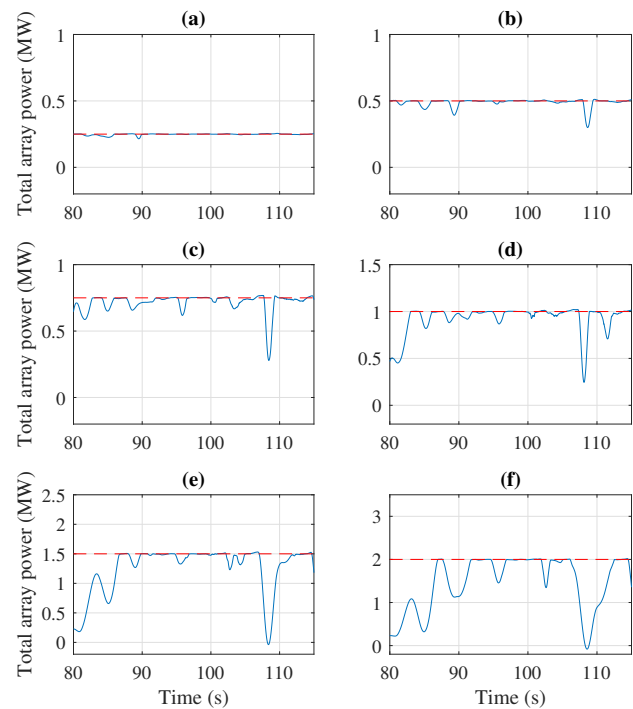 (a) (b)
Total array power (MW)
1 1
0.5 0.5
0 0
80 90 100 110 80 90 100 110
(c) (d)
Total array power (MW)
1 1.5
0.5 1
0 0.5
0
80 90 100 110 80 90 100 110
(e) (f)
Total array power (MW)
2.5 3
2 2
1.5 1
1 0
0.5
0
80 90 100 110 80 90 100 110
Time (s) Time (s)